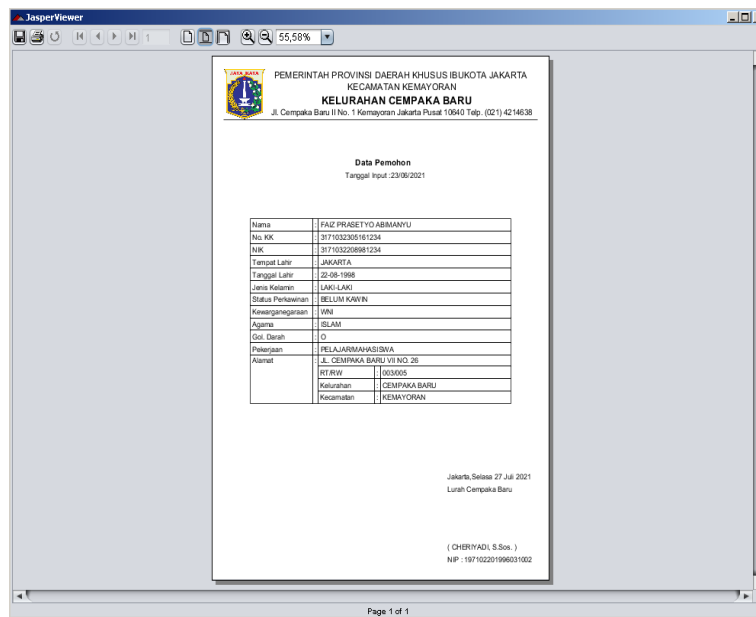 JasperViewer
1
55,58%
JAYA RAYA
PEMERINTAH PROVINSI DAERAH KHUSUS IBUKOTA JAKARTA
KECAMATAN KEMAYORAN
KELURAHAN CEMPAKA BARU
Jl. Cempaka Baru II No. 1 Kemayoran Jakarta Pusat 10640 Telp. (021) 4214638
Data Pemohon
Tanggal Input :23/06/2021
Nama : FAIZ PRASETYO ABIMANYU
No. KK : 3171032305161234
NIK : 3171032208981234
Tempat Lahir : JAKARTA
Tanggal Lahir : 22-08-1998
Jenis Kelamin : LAKI-LAKI
Status Perkawinan : BELUM KAWIN
Kewarganegaraan : WNI
Agama : ISLAM
Gol. Darah : O
Pekerjaan : PELAJAR/MAHASISWA
Alamat : JL. CEMPAKA BARU VII NO. 26
RT/RW : 003/005
Kelurahan : CEMPAKA BARU
Kecamatan : KEMAYORAN
Jakarta,Selasa 27 Juli 2021
Lurah Cempaka Baru
( CHERIYADI, S.Sos. )
NIP : 197102201996031002
Page 1 of 1